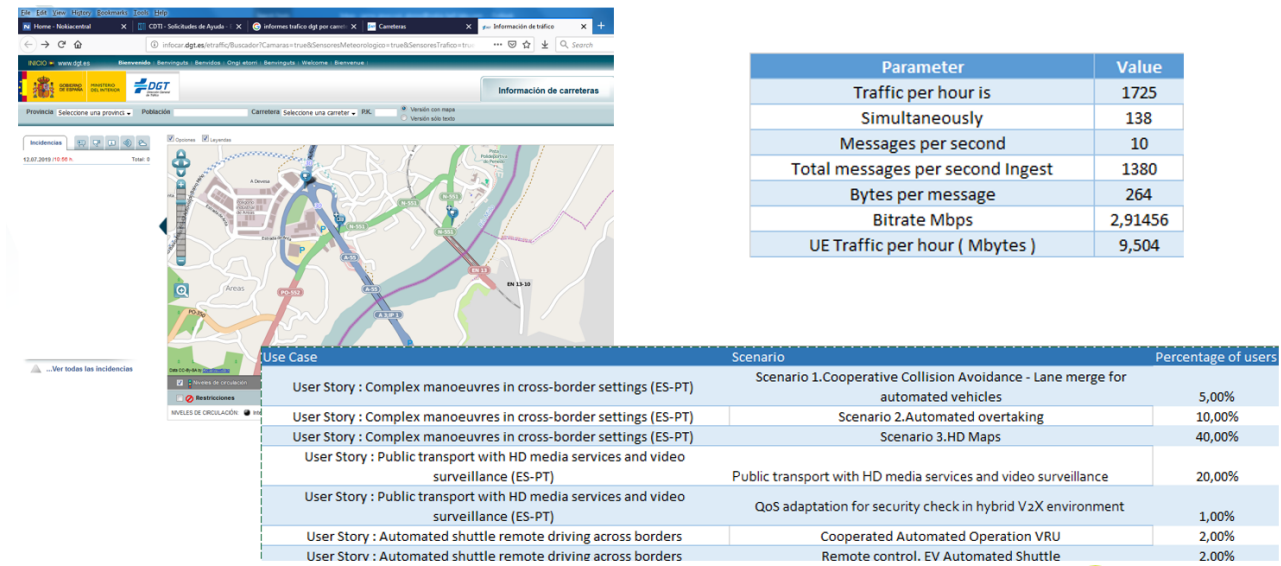 File Edit View History Bookmarks Tools Help
Home - Nokiacentral
CDTI - Solicitudes de Ayuda -
informes trafico dgt por carret
Carreteras
Información de tráfico
infocar.dgt.es/etraffic/Buscador?Camaras=true&SensoresMeteorologico=true&SensoresTrafico=tru
Search
INICIO www.dgt.es Bienvenido | Benvinguts | Benvidos | Ongi etorri | Benvinguts | Welcome | Bienvenue |
GOBIERNO DE ESPAÑA
MINISTERIO DEL INTERIOR
DGT
Información de carreteras
Provincia Seleccione una provinci Población Carretera Seleccione una carreter P.K.
Versión con mapa
Versión sólo texto
Incidencias
Opciones Leyendas
12.07.2019 Total: 0
A Devesa
N-551
N-551
N-551
A-55
A-55
PO-552
EN 13
EN 13-10
Areas
...Ver todas las incidencias
Niveles de circulación
Restricciones
NIVELES DE CIRCULACIÓN:
Parameter Value
Traffic per hour is 1725
Simultaneously 138
Messages per second 10
Total messages per second Ingest 1380
Bytes per message 264
Bitrate Mbps 2,91456
UE Traffic per hour ( Mbytes ) 9,504
Use Case Scenario Percentage of users
User Story : Complex manoeuvres in cross-border settings (ES-PT) Scenario 1.Cooperative Collision Avoidance - Lane merge for
automated vehicles 5,00%
User Story : Complex manoeuvres in cross-border settings (ES-PT) Scenario 2.Automated overtaking 10,00%
User Story : Complex manoeuvres in cross-border settings (ES-PT) Scenario 3.HD Maps 40,00%
User Story : Public transport with HD media services and video
surveillance (ES-PT) Public transport with HD media services and video surveillance 20,00%
User Story : Public transport with HD media services and video
surveillance (ES-PT) QoS adaptation for security check in hybrid V2X environment 1,00%
User Story : Automated shuttle remote driving across borders Cooperated Automated Operation VRU 2,00%
User Story : Automated shuttle remote driving across borders Remote control. EV Automated Shuttle 2,00%